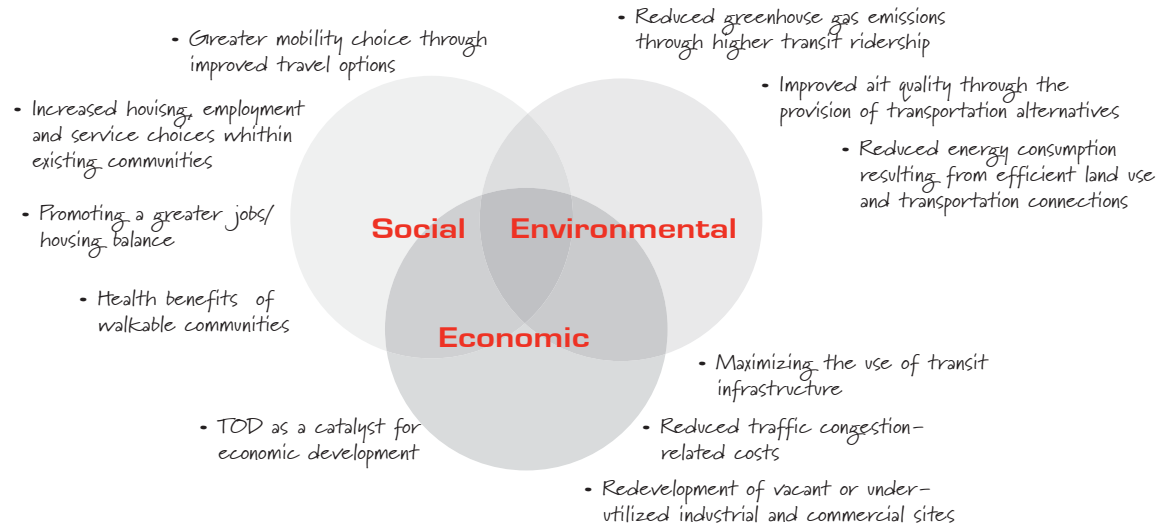 • Greater mobility choice through
improved travel options
• Increased houisng, employment
and service choices whithin
existing communities
• Promoting a greater jobs/
housing balance
• Health benefits of
walkable communities
• Reduced greenhouse gas emissions
through higher transit ridership
• Improved ait quality through the
provision of transportation alternatives
• Reduced energy consumption
resulting from efficient land use
and transportation connections
Social
Environmental
Economic
• TOD as a catalyst for
economic development
• Maximizing the use of transit
infrastructure
• Reduced traffic congestion-
related costs
• Redevelopment of vacant or under-
utilized industrial and commercial sites